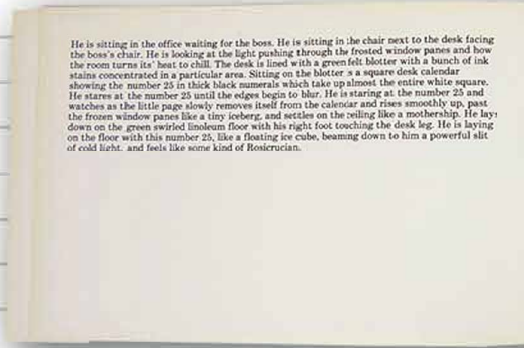 He is sitting in the office waiting for the boss. He is sitting in the chair next to the desk facing
the boss's chair. He is looking at the light pushing through the frosted window panes and how
the room turns its' heat to chill. The desk is lined with a green felt blotter with a bunch of ink
stains concentrated in a particular area. Sitting on the blotter s a square desk calendar
showing the number 25 in thick black numerals which take up almost the entire white square.
He stares at the number 25 until the edges begin to blur. He is staring at the number 25 and
watches as the little page slowly removes itself from the calendar and rises smoothly up, past
the frozen window panes like a tiny iceberg, and settles on the ceiling like a mothership. He lays
down on the green swirled linoleum floor with his right foot touching the desk leg. He is laying
on the floor with this number 25, like a floating ice cube, beaming down to him a powerful slit
of cold light, and feels like some kind of Rosicrucian.